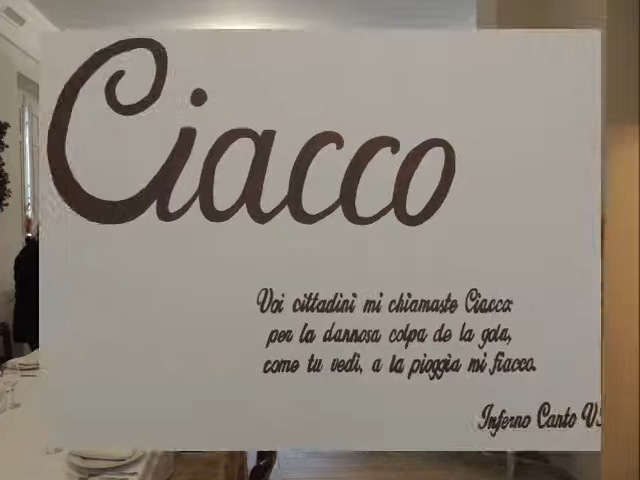 Ciacco
Voi cittadini mi chiamaste Ciacco:
per la dannosa colpa de la gola,
come tu vedi, a la pioggia mi fiacco.
Inferno Canto